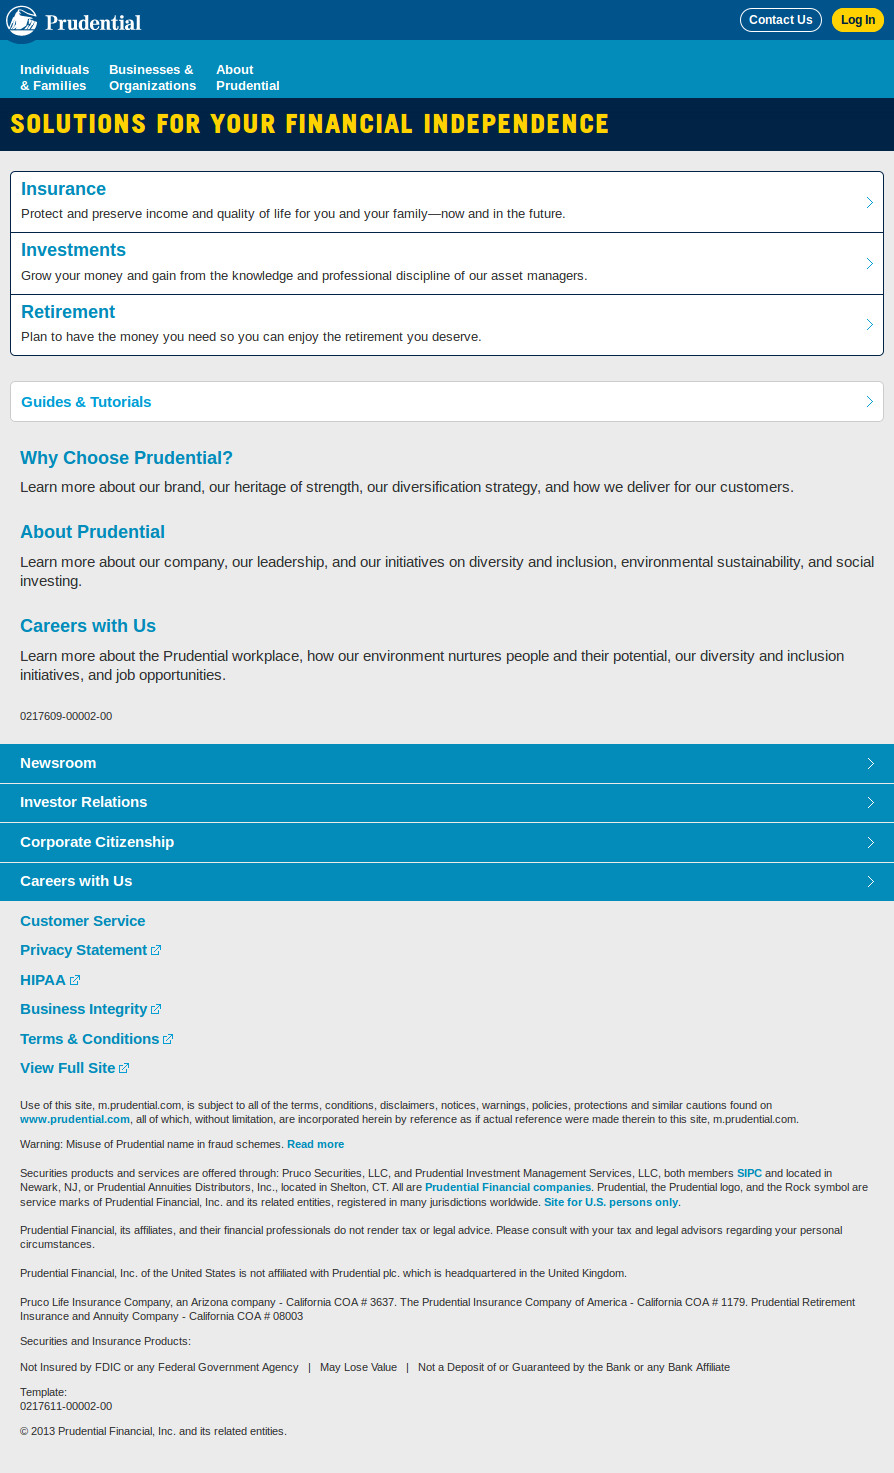 Prudential
Contact Us
Log In
Individuals
& Families
Businesses &
Organizations
About
Prudential
SOLUTIONS FOR YOUR FINANCIAL INDEPENDENCE
Insurance
Protect and preserve income and quality of life for you and your family—now and in the future.
Investments
Grow your money and gain from the knowledge and professional discipline of our asset managers.
Retirement
Plan to have the money you need so you can enjoy the retirement you deserve.
Guides & Tutorials
Why Choose Prudential?
Learn more about our brand, our heritage of strength, our diversification strategy, and how we deliver for our customers.
About Prudential
Learn more about our company, our leadership, and our initiatives on diversity and inclusion, environmental sustainability, and social
investing.
Careers with Us
Learn more about the Prudential workplace, how our environment nurtures people and their potential, our diversity and inclusion
initiatives, and job opportunities.
0217609-00002-00
Newsroom
Investor Relations
Corporate Citizenship
Careers with Us
Customer Service
Privacy Statement
HIPAA
Business Integrity
Terms & Conditions
View Full Site
Use of this site, m.prudential.com, is subject to all of the terms, conditions, disclaimers, notices, warnings, policies, protections and similar cautions found on
www.prudential.com, all of which, without limitation, are incorporated herein by reference as if actual reference were made therein to this site, m.prudential.com.
Warning: Misuse of Prudential name in fraud schemes. Read more
Securities products and services are offered through: Pruco Securities, LLC, and Prudential Investment Management Services, LLC, both members SIPC and located in
Newark, NJ, or Prudential Annuities Distributors, Inc., located in Shelton, CT. All are Prudential Financial companies. Prudential, the Prudential logo, and the Rock symbol are
service marks of Prudential Financial, Inc. and its related entities, registered in many jurisdictions worldwide. Site for U.S. persons only.
Prudential Financial, its affiliates, and their financial professionals do not render tax or legal advice. Please consult with your tax and legal advisors regarding your personal
circumstances.
Prudential Financial, Inc. of the United States is not affiliated with Prudential plc. which is headquartered in the United Kingdom.
Pruco Life Insurance Company, an Arizona company - California COA # 3637. The Prudential Insurance Company of America - California COA # 1179. Prudential Retirement
Insurance and Annuity Company - California COA # 08003
Securities and Insurance Products:
Not Insured by FDIC or any Federal Government Agency | May Lose Value | Not a Deposit of or Guaranteed by the Bank or any Bank Affiliate
Template:
0217611-00002-00
© 2013 Prudential Financial, Inc. and its related entities.